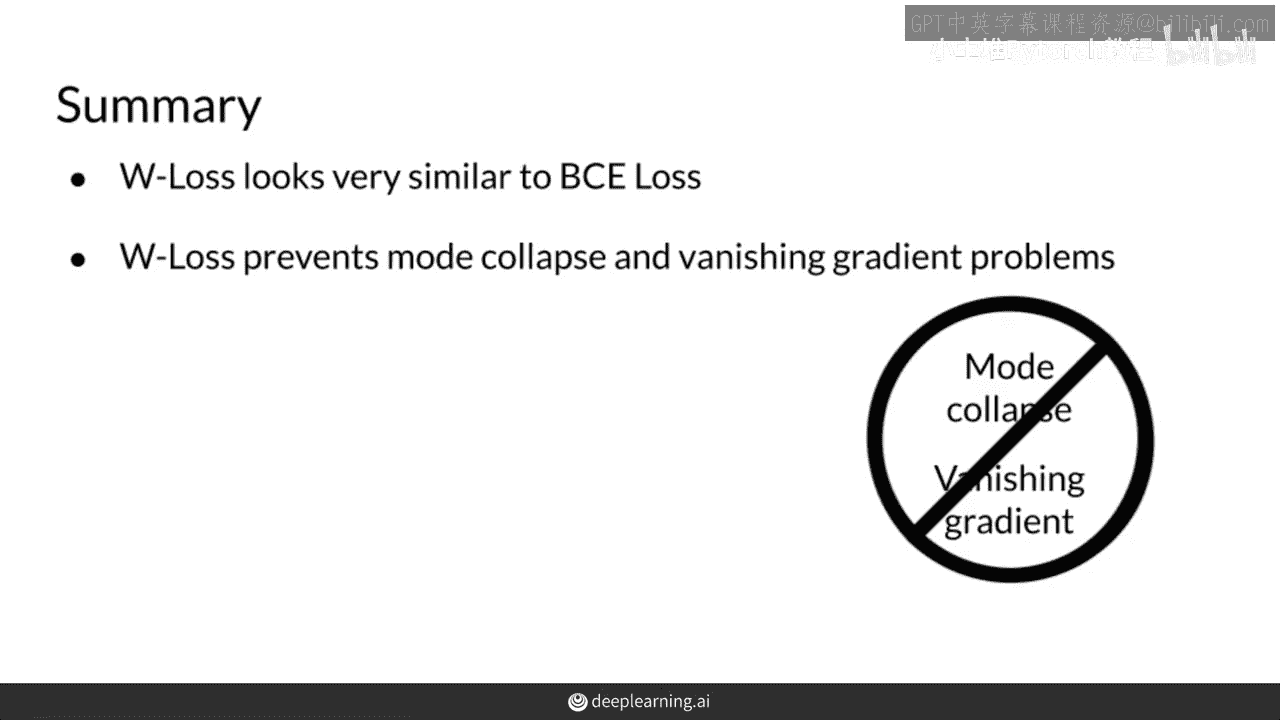 GPT中英字幕课程资源@bilibili.com
小土堆Pytorch教程 bilibili
Summary
● W-Loss looks very similar to BCE Loss
● W-Loss prevents mode collapse and vanishing gradient problems
Mode
collapse
Vanishing
gradient
deeplearning.ai